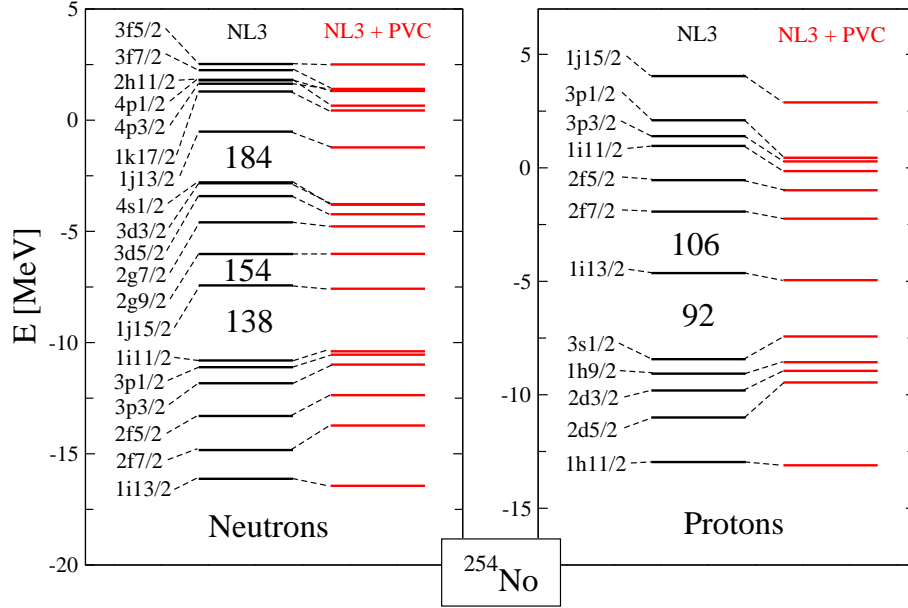 E [MeV]
5
0
-5
-10
-15
-20
NL3
NL3 + PVC
3f5/2
3f7/2
2h11/2
4p1/2
4p3/2
1k17/2
1j13/2
4s1/2
3d3/2
3d5/2
2g7/2
2g9/2
1j15/2
1i11/2
3p1/2
3p3/2
2f5/2
2f7/2
1i13/2
184
154
138
Neutrons
5
0
-5
-10
-15
NL3
NL3 + PVC
1j15/2
3p1/2
3p3/2
1i11/2
2f5/2
2f7/2
1i13/2
3s1/2
1h9/2
2d3/2
2d5/2
1h11/2
106
92
Protons
254No